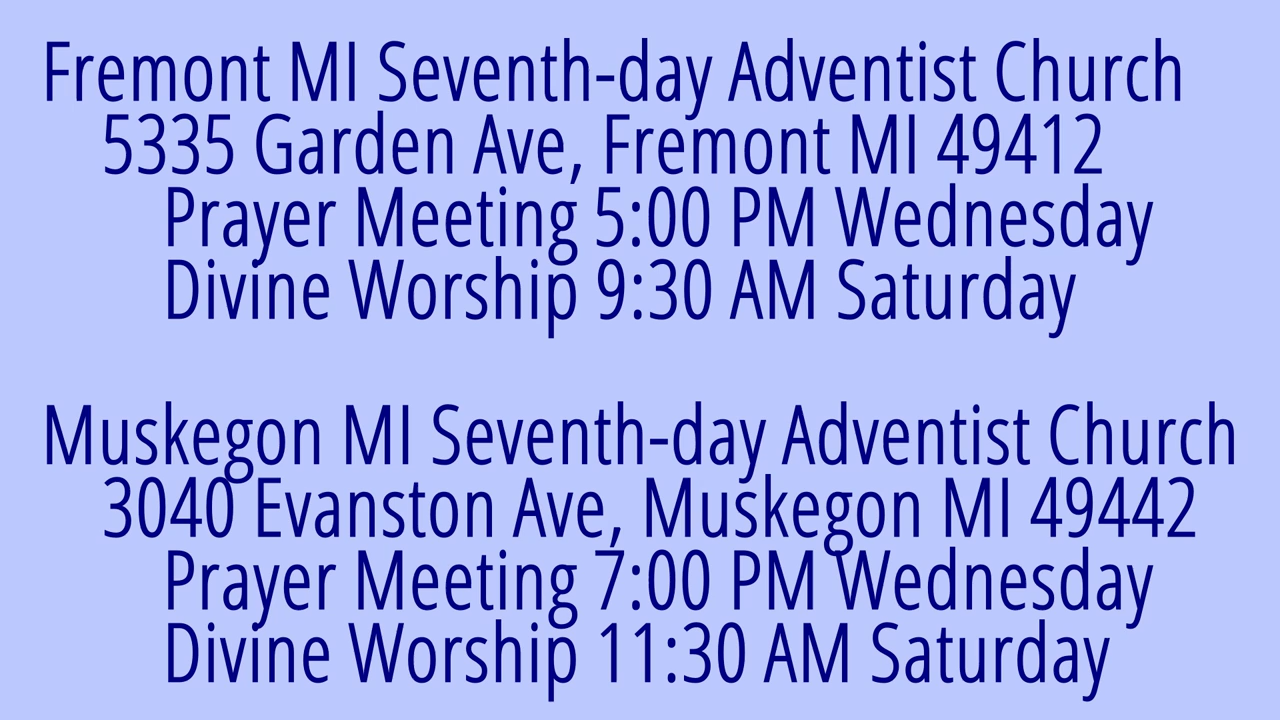 Fremont MI Seventh-day Adventist Church
5335 Garden Ave, Fremont MI 49412
Prayer Meeting 5:00 PM Wednesday
Divine Worship 9:30 AM Saturday
Muskegon MI Seventh-day Adventist Church
3040 Evanston Ave, Muskegon MI 49442
Prayer Meeting 7:00 PM Wednesday
Divine Worship 11:30 AM Saturday